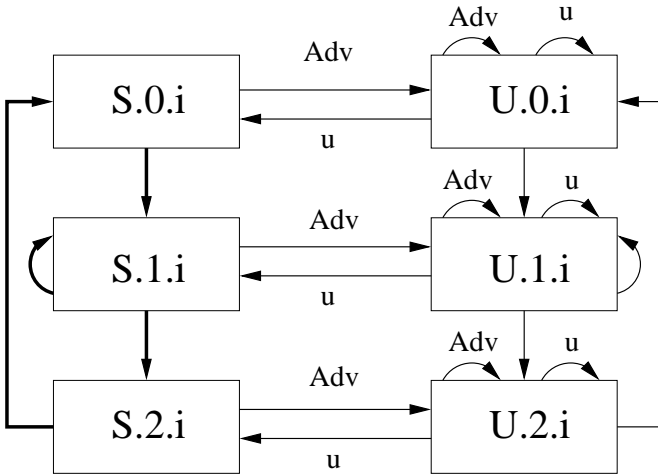 Adv u
Adv
S.0.i U.0.i
u
Adv u
Adv
S.1.i U.1.i
u
Adv u
Adv
S.2.i U.2.i
u